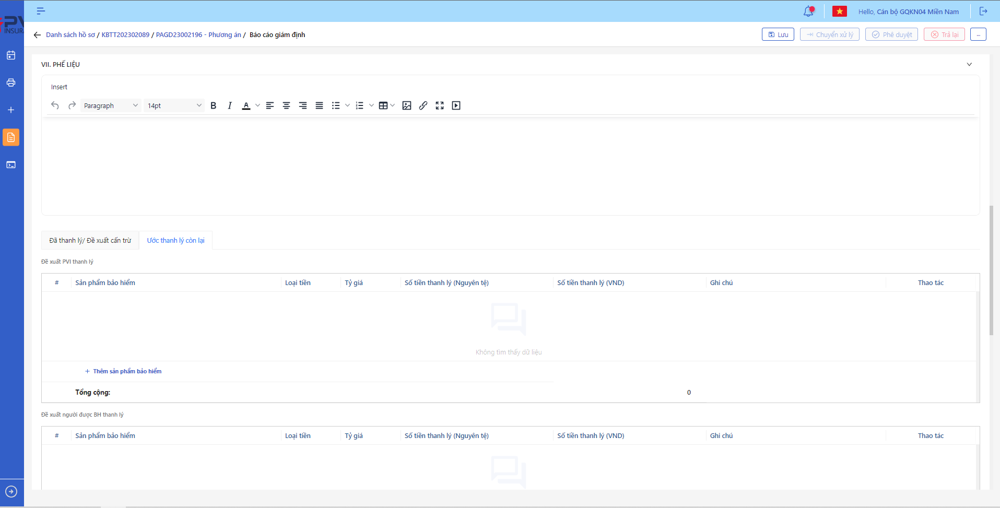 Hello, Cán bộ GQKN04 Miền Nam
Danh sách hồ sơ / KBTT202302089 / PAGD23002196 - Phương án / Báo cáo giám định
Lưu
Chuyển xử lý
Phê duyệt
Trả lại
...
VII. PHẾ LIỆU
Insert
Paragraph
14pt
Đã thanh lý/ Đề xuất cấn trừ
Ước thanh lý còn lại
Đề xuất PVI thanh lý
# Sản phẩm bảo hiểm Loại tiền Tỷ giá Số tiền thanh lý (Nguyên tệ) Số tiền thanh lý (VND) Ghi chú Thao tác
Không tìm thấy dữ liệu
+ Thêm sản phẩm bảo hiểm
Tổng cộng: 0
Đề xuất người được BH thanh lý
# Sản phẩm bảo hiểm Loại tiền Tỷ giá Số tiền thanh lý (Nguyên tệ) Số tiền thanh lý (VND) Ghi chú Thao tác